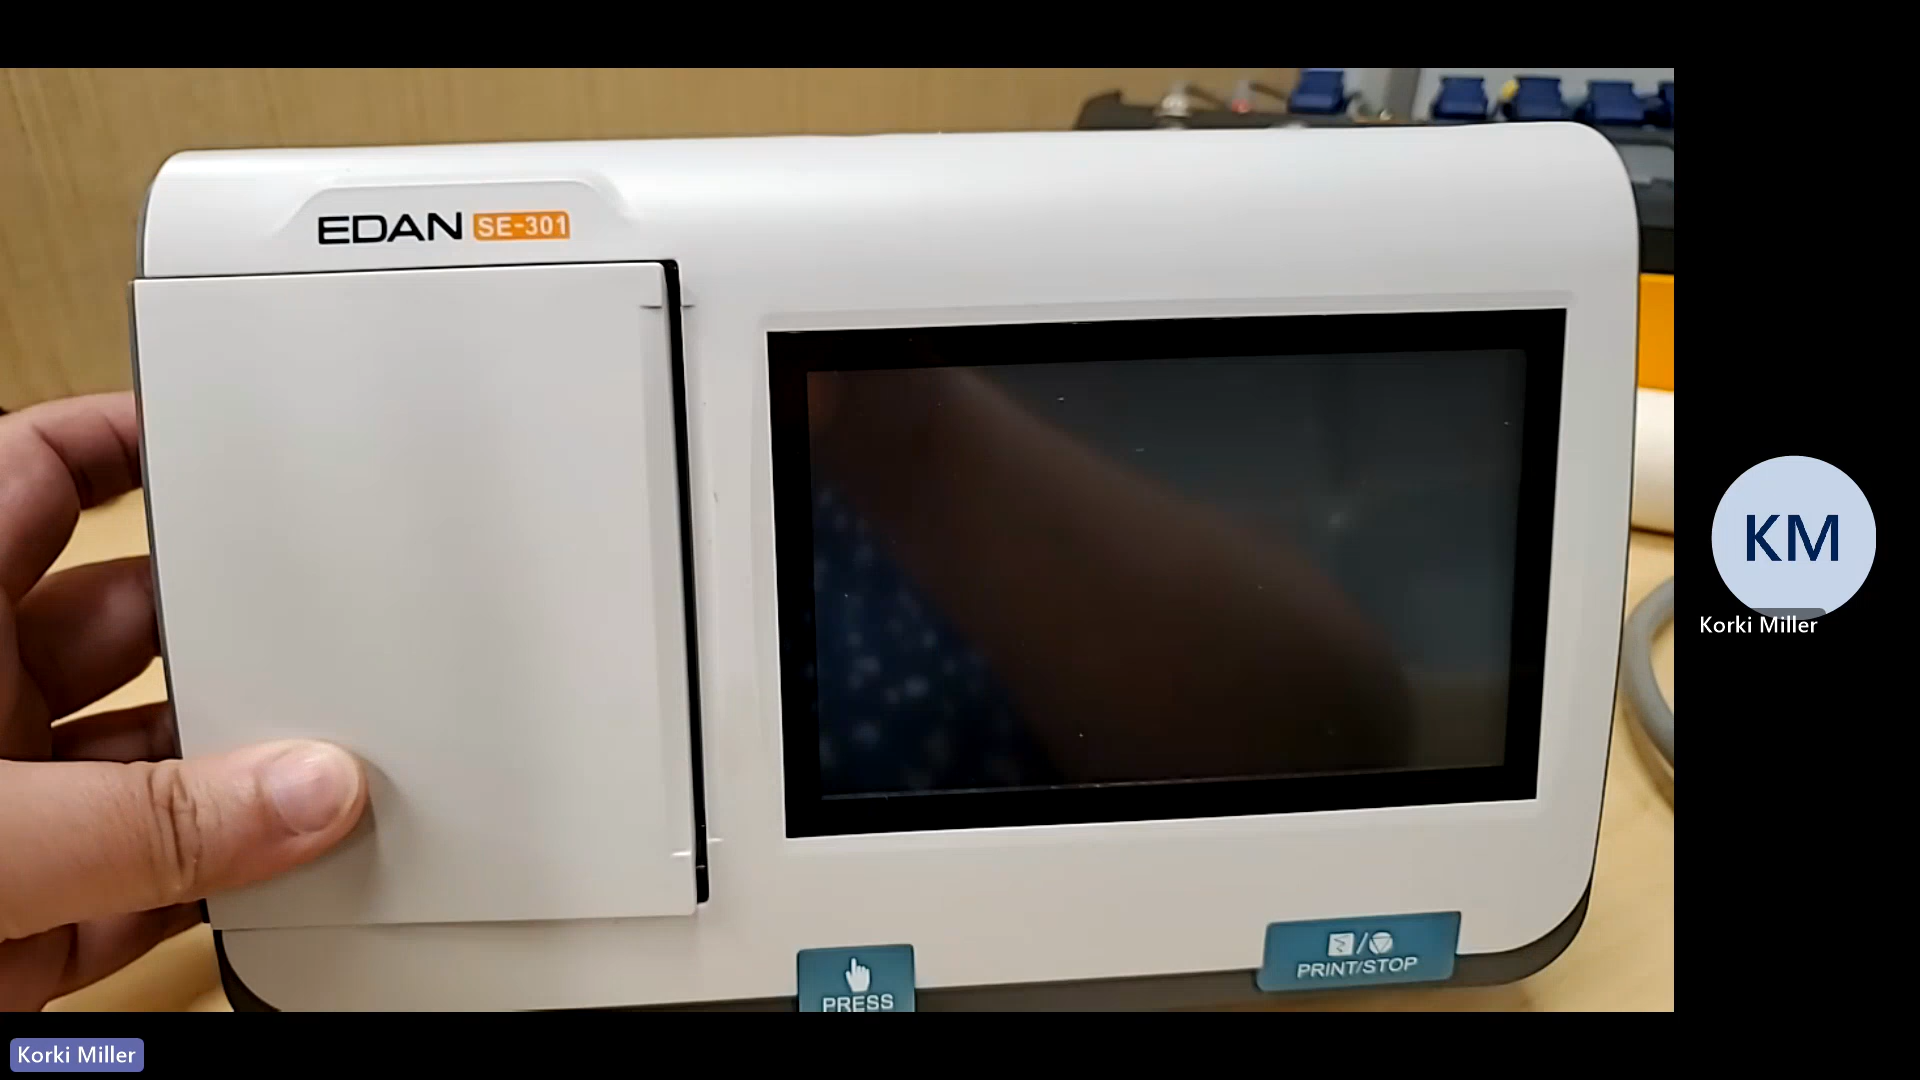 EDAN SE-301
PRESS
PRINT/STOP
KM
Korki Miller
Korki Miller